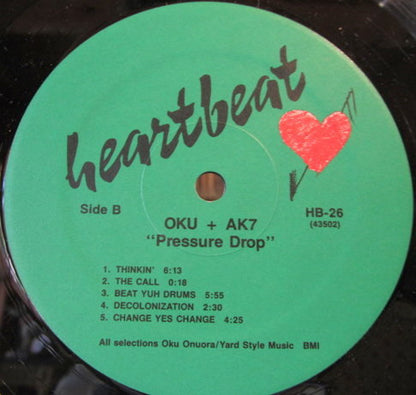 heartbeat
Side B
HB-26
(43502)
OKU + AK7
"Pressure Drop"
1. THINKIN' 6:13
2. THE CALL 0:18
3. BEAT YUH DRUMS 5:55
4. DECOLONIZATION 2:30
5. CHANGE YES CHANGE 4:25
All selections Oku Onuora/Yard Style Music BMI